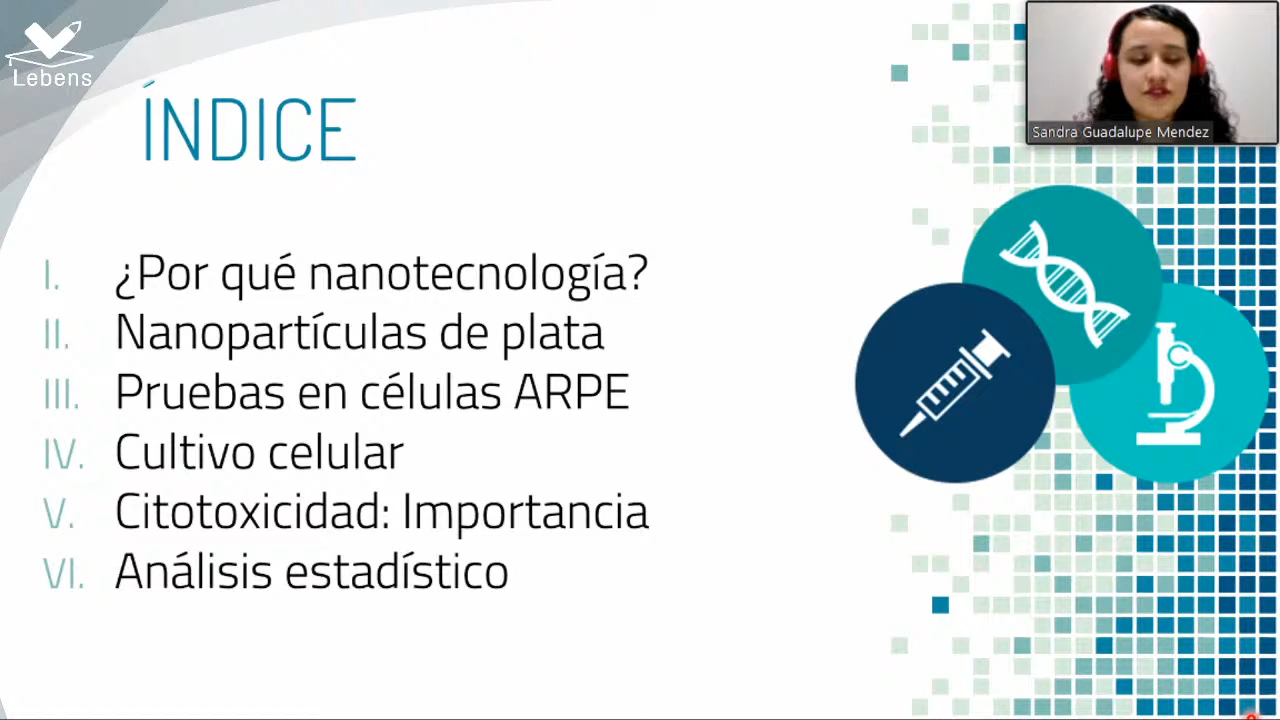 Lebens
ÍNDICE
Sandra Guadalupe Mendez
I. ¿Por qué nanotecnología?
II. Nanopartículas de plata
III. Pruebas en células ARPE
IV. Cultivo celular
V. Citotoxicidad: Importancia
VI. Análisis estadístico